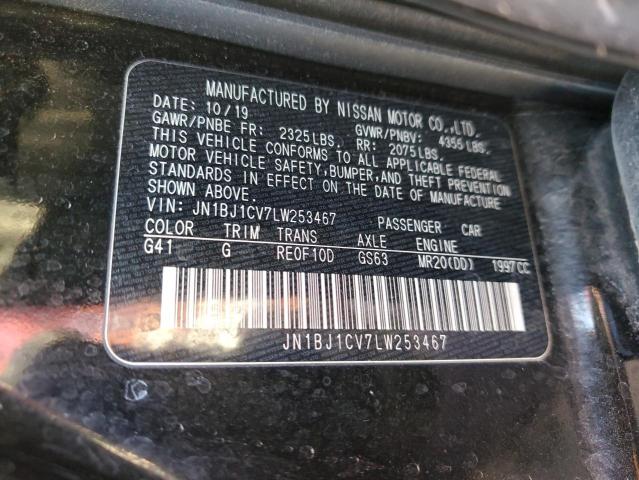 MANUFACTURED BY NISSAN MOTOR CO.,LTD.
DATE: 10/19 GVWR/PNBV: 4355 LBS.
GAWR/PNBE FR: 2325LBS. RR: 2075LBS.
THIS VEHICLE CONFORMS TO ALL APPLICABLE FEDERAL
MOTOR VEHICLE SAFETY,BUMPER,AND THEFT PREVENTION
STANDARDS IN EFFECT ON THE DATE OF MANUFACTURE
SHOWN ABOVE.
VIN: JN1BJ1CV7LW253467 PASSENGER CAR
COLOR TRIM TRANS AXLE ENGINE
G41 G RE0F10D GS63 MR20(DD) 1997CC
JN1BJ1CV7LW253467